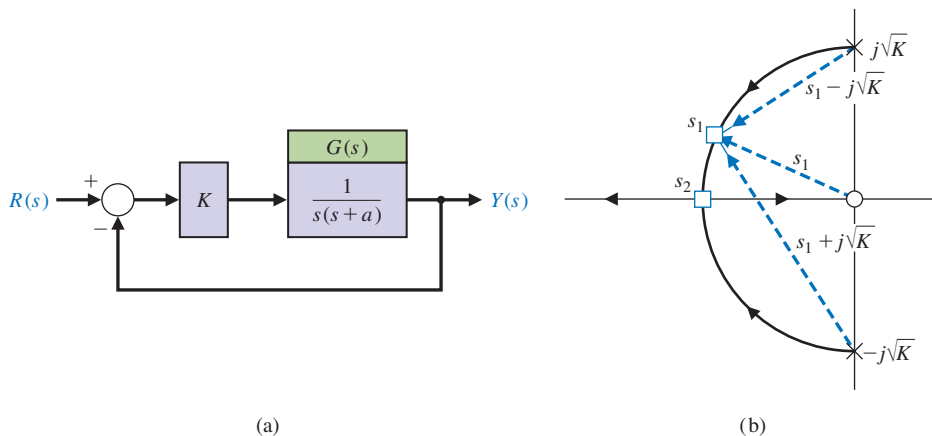 R(s)
+
−
K
G(s)
1
s(s + a)
Y(s)
(a)
j√K
s₁ − j√K
s₁
s₁
s₂
s₁ + j√K
−j√K
(b)